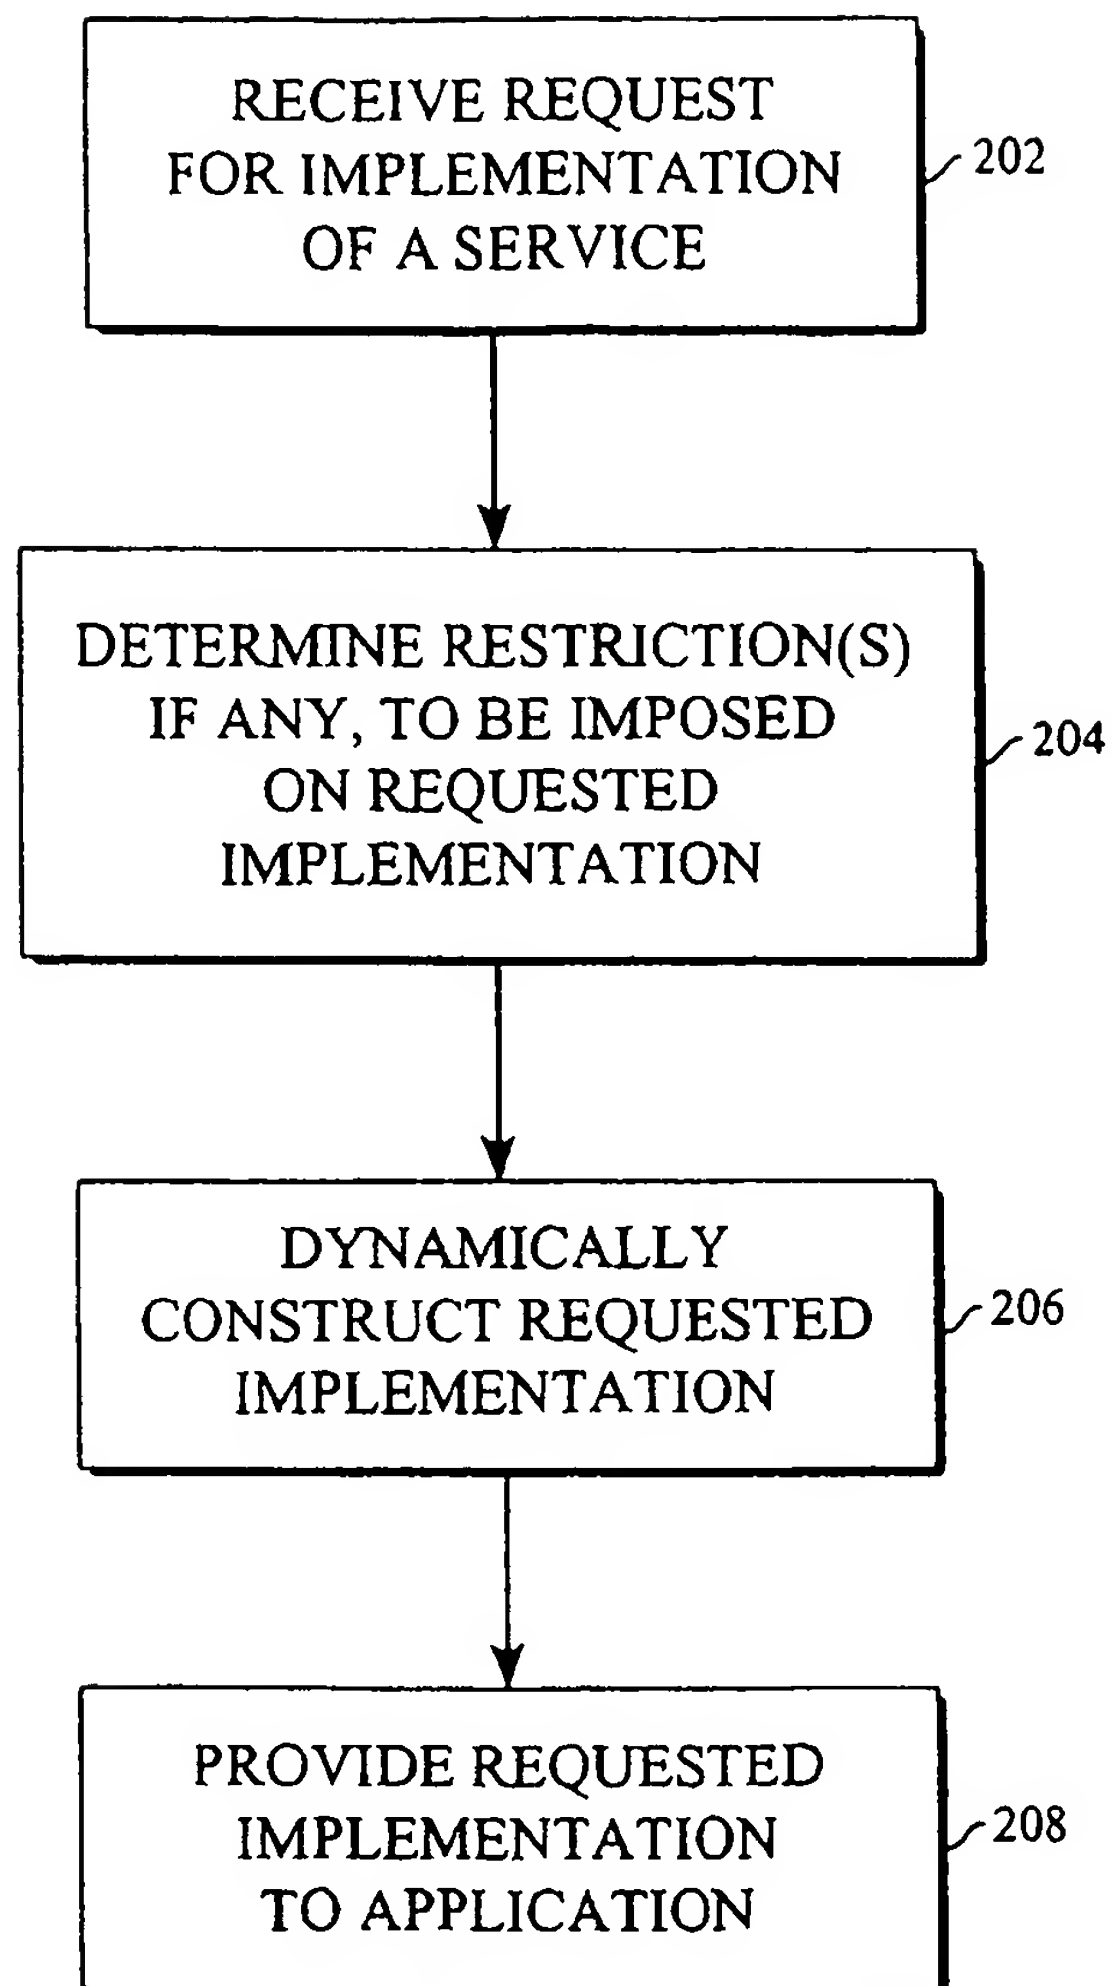 RECEIVE REQUEST
FOR IMPLEMENTATION
OF A SERVICE
202
DETERMINE RESTRICTION(S)
IF ANY, TO BE IMPOSED
ON REQUESTED
IMPLEMENTATION
204
DYNAMICALLY
CONSTRUCT REQUESTED
IMPLEMENTATION
206
PROVIDE REQUESTED
IMPLEMENTATION
TO APPLICATION
208